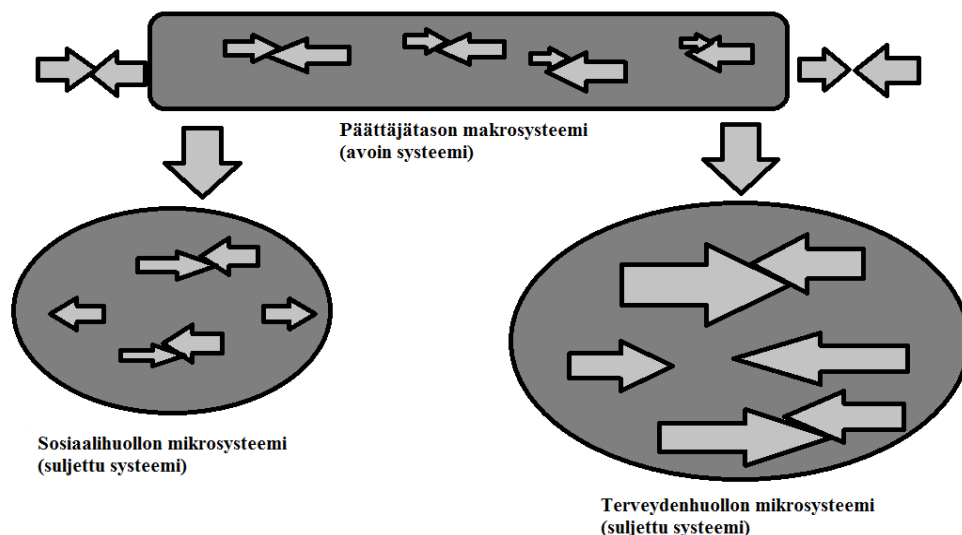 Päättäjätason makrosysteemi
(avoin systeemi)
Sosiaalihuollon mikrosysteemi
(suljettu systeemi)
Terveydenhuollon mikrosysteemi
(suljettu systeemi)